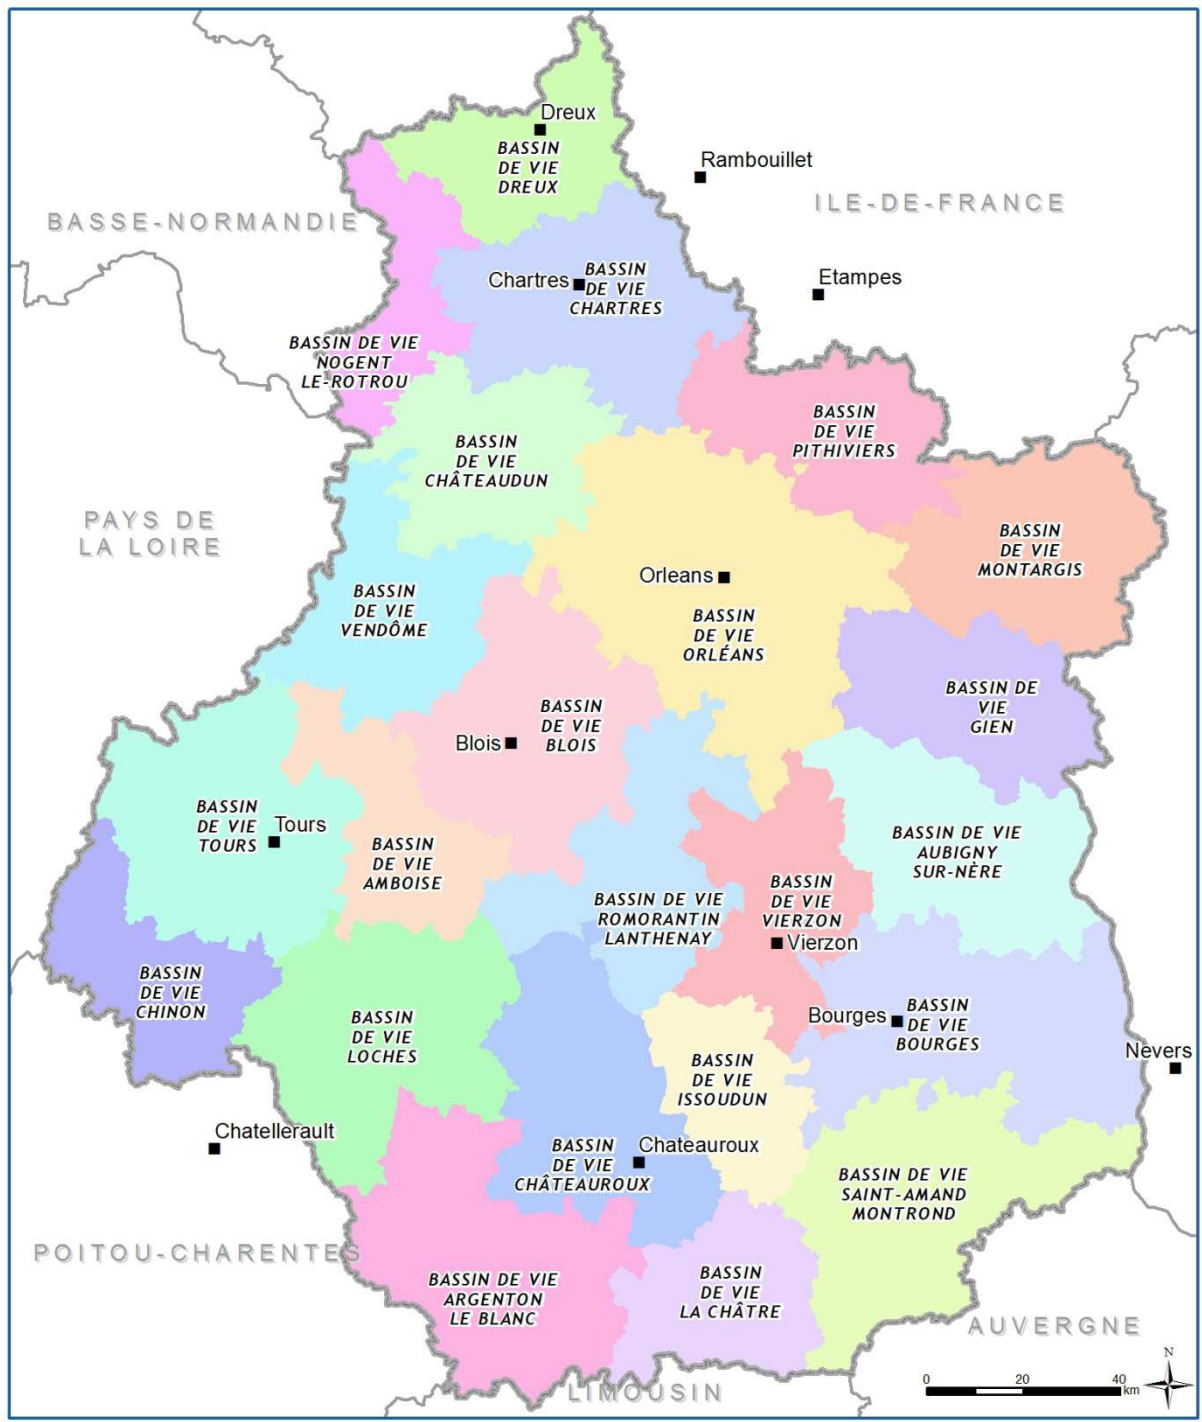 Dreux
BASSIN
DE VIE
DREUX
Rambouillet
BASSE-NORMANDIE
ILE-DE-FRANCE
Chartres
BASSIN
DE VIE
CHARTRES
Etampes
BASSIN DE VIE
NOGENT
LE-ROTROU
BASSIN
DE VIE
PITHIVIERS
BASSIN
DE VIE
CHÂTEAUDUN
PAYS DE
LA LOIRE
BASSIN
DE VIE
MONTARGIS
Orleans
BASSIN
DE VIE
VENDÔME
BASSIN
DE VIE
ORLÉANS
BASSIN DE
VIE
GIEN
Blois
BASSIN
DE VIE
BLOIS
BASSIN
DE VIE
TOURS
Tours
BASSIN
DE VIE
AMBOISE
BASSIN DE VIE
AUBIGNY
SUR-NÈRE
BASSIN DE VIE
ROMORANTIN
LANTHENAY
BASSIN
DE VIE
VIERZON
Vierzon
BASSIN
DE VIE
CHINON
BASSIN
DE VIE
LOCHES
Bourges
BASSIN
DE VIE
BOURGES
Nevers
BASSIN
DE VIE
ISSOUDUN
Chatellerault
Chateauroux
BASSIN
DE VIE
CHÂTEAUROUX
BASSIN DE VIE
SAINT-AMAND
MONTROND
POITOU-CHARENTES
BASSIN DE VIE
ARGENTON
LE BLANC
BASSIN
DE VIE
LA CHÂTRE
AUVERGNE
LIMOUSIN
N
0 20 40
km